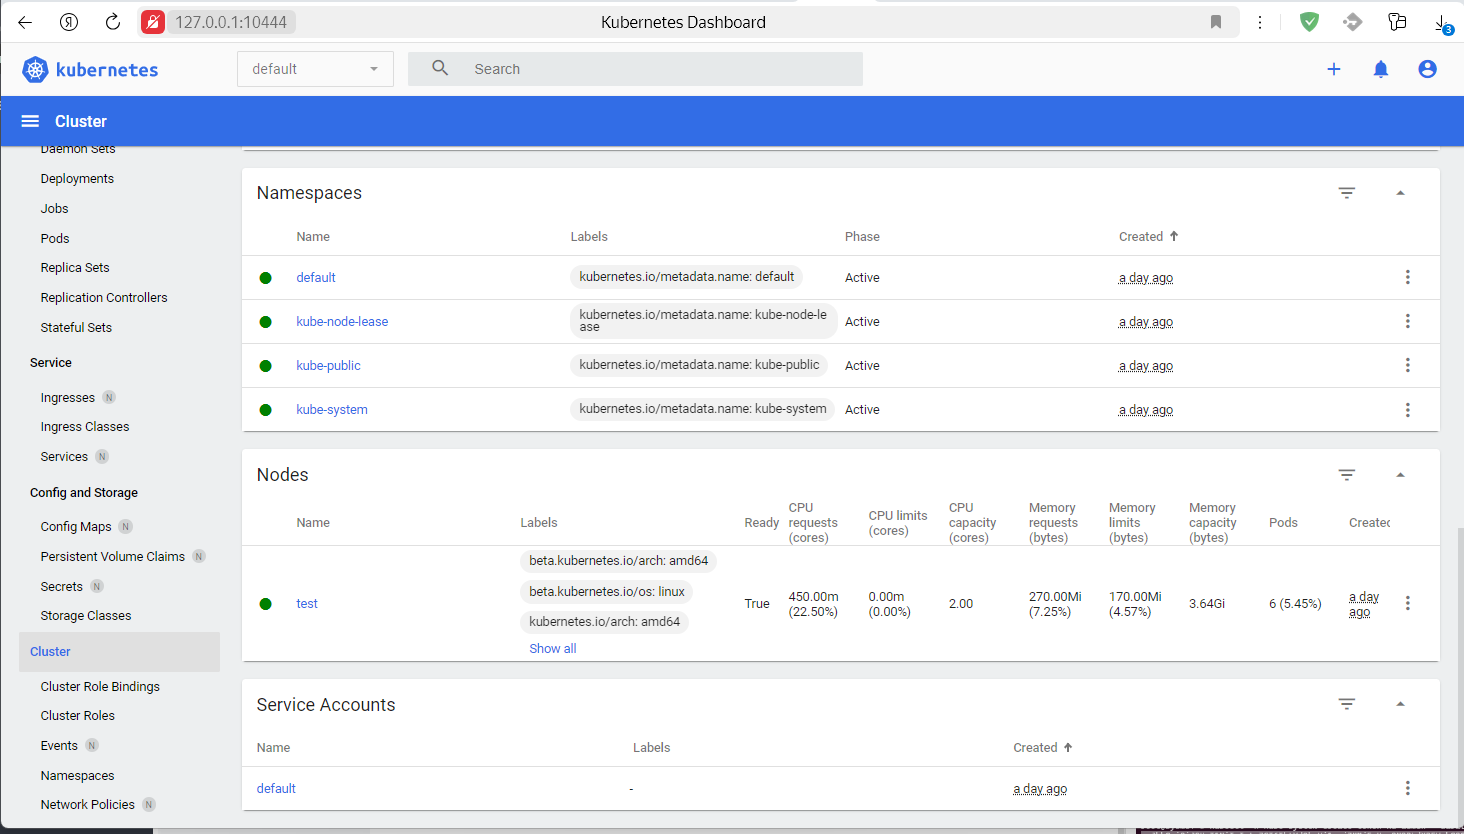 Я
127.0.0.1:10444
Kubernetes Dashboard
3
kubernetes
default
Search
Cluster
Daemon Sets
Deployments
Jobs
Pods
Replica Sets
Replication Controllers
Stateful Sets
Service
Ingresses N
Ingress Classes
Services N
Config and Storage
Config Maps N
Persistent Volume Claims N
Secrets N
Storage Classes
Cluster
Cluster Role Bindings
Cluster Roles
Events N
Namespaces
Network Policies N
Namespaces
Name Labels Phase Created
default kubernetes.io/metadata.name: default Active a day ago
kube-node-lease kubernetes.io/metadata.name: kube-node-le
ase Active a day ago
kube-public kubernetes.io/metadata.name: kube-public Active a day ago
kube-system kubernetes.io/metadata.name: kube-system Active a day ago
Nodes
Name Labels Ready CPU requests (cores) CPU limits (cores) CPU capacity (cores) Memory requests (bytes) Memory limits (bytes) Memory capacity (bytes) Pods Created
beta.kubernetes.io/arch: amd64
beta.kubernetes.io/os: linux
test kubernetes.io/arch: amd64 True 450.00m (22.50%) 0.00m (0.00%) 2.00 270.00Mi (7.25%) 170.00Mi (4.57%) 3.64Gi 6 (5.45%) a day ago
Show all
Service Accounts
Name Labels Created
default - a day ago